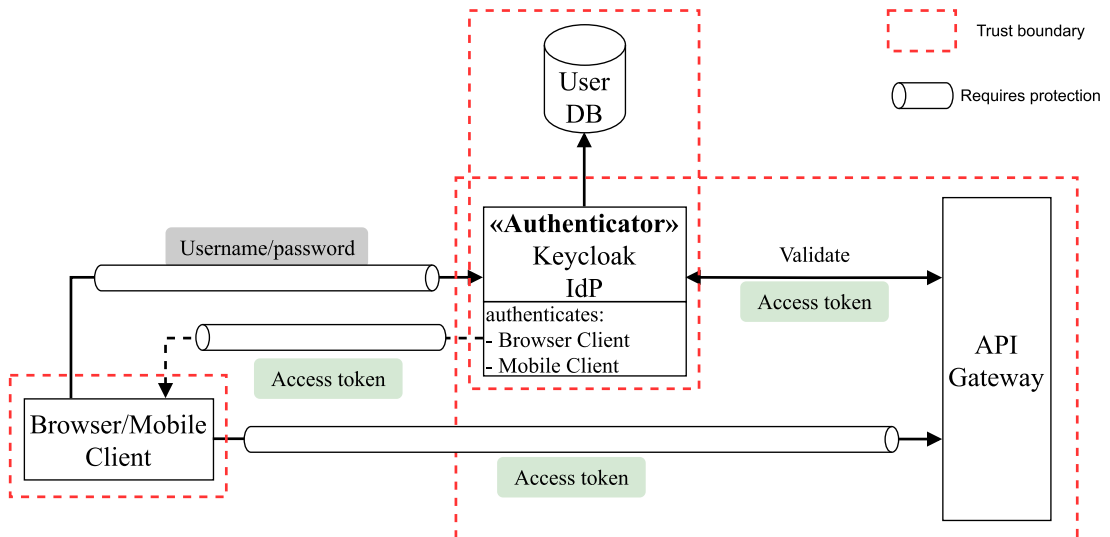 Trust boundary
Requires protection
User
DB
«Authenticator»
Keycloak
IdP
authenticates:
- Browser Client
- Mobile Client
Username/password
Access token
Validate
Access token
API
Gateway
Browser/Mobile
Client
Access token